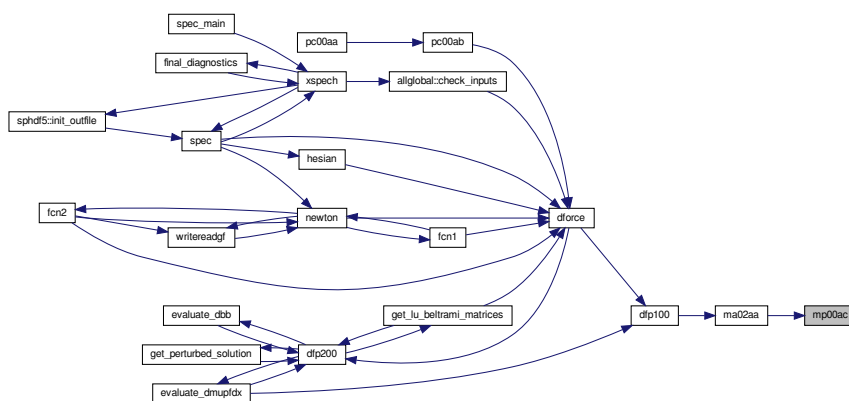 spec_main
pc00aa
pc00ab
final_diagnostics
xspech
allglobal::check_inputs
sphdf5::init_outfile
spec
hesian
fcn2
newton
dforce
writereadgf
fcn1
evaluate_dbb
get_lu_beltrami_matrices
dfp100
ma02aa
mp00ac
get_perturbed_solution
dfp200
evaluate_dmupfdx